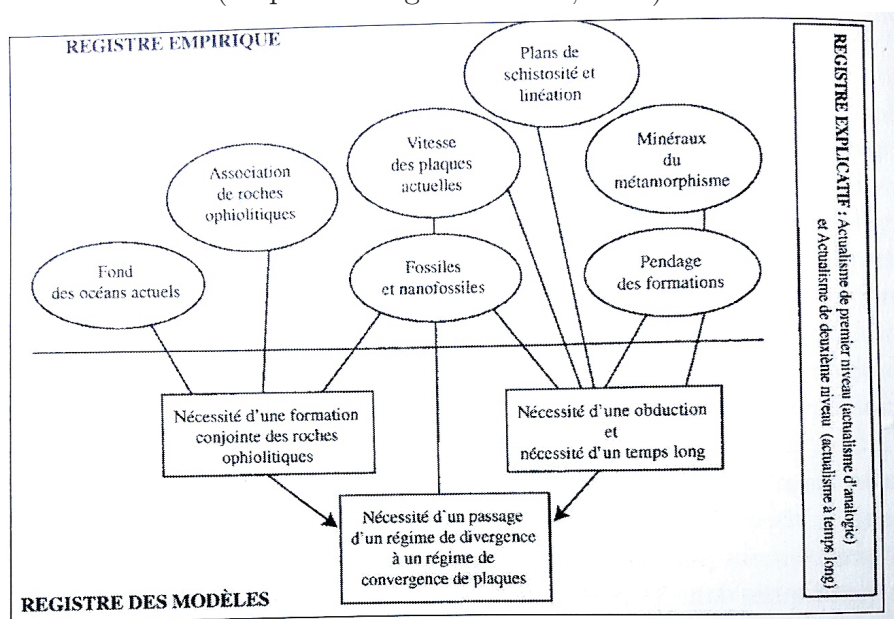 REGISTRE EMPIRIQUE
Plans de
schistosité et
linéation
Association
de roches
ophiolitiques
Vitesse
des plaques
actuelles
Minéraux
du
métamorphisme
Fond
des océans actuels
Fossiles
et nanofossiles
Pendage
des formations
Nécessité d'une formation
conjointe des roches
ophiolitiques
Nécessité d'une obduction
et
nécessité d'un temps long
Nécessité d'un passage
d'un régime de divergence
à un régime de
convergence de plaques
REGISTRE DES MODÈLES
REGISTRE EXPLICATIF : Actualisme de premier niveau (actualisme d'analogie)
et Actualisme de deuxième niveau (actualisme à temps long)